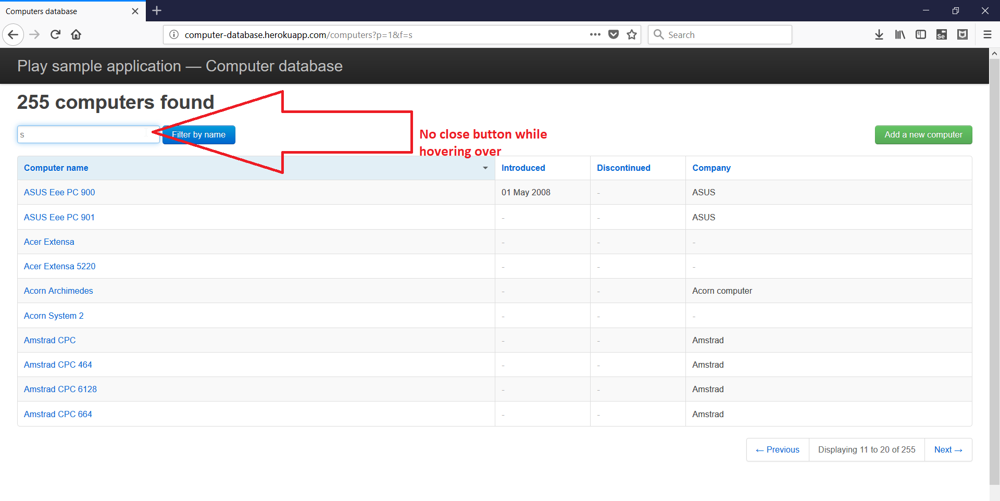 Computers database
computer-database.herokuapp.com/computers?p=1&f=s
Search
Se
Play sample application — Computer database
255 computers found
s
Filter by name
No close button while
hovering over
Add a new computer
Computer name Introduced Discontinued Company
ASUS Eee PC 900 01 May 2008 - ASUS
ASUS Eee PC 901 - - ASUS
Acer Extensa - - -
Acer Extensa 5220 - - -
Acorn Archimedes - - Acorn computer
Acorn System 2 - - -
Amstrad CPC - - Amstrad
Amstrad CPC 464 - - Amstrad
Amstrad CPC 6128 - - Amstrad
Amstrad CPC 664 - - Amstrad
← Previous Displaying 11 to 20 of 255 Next →